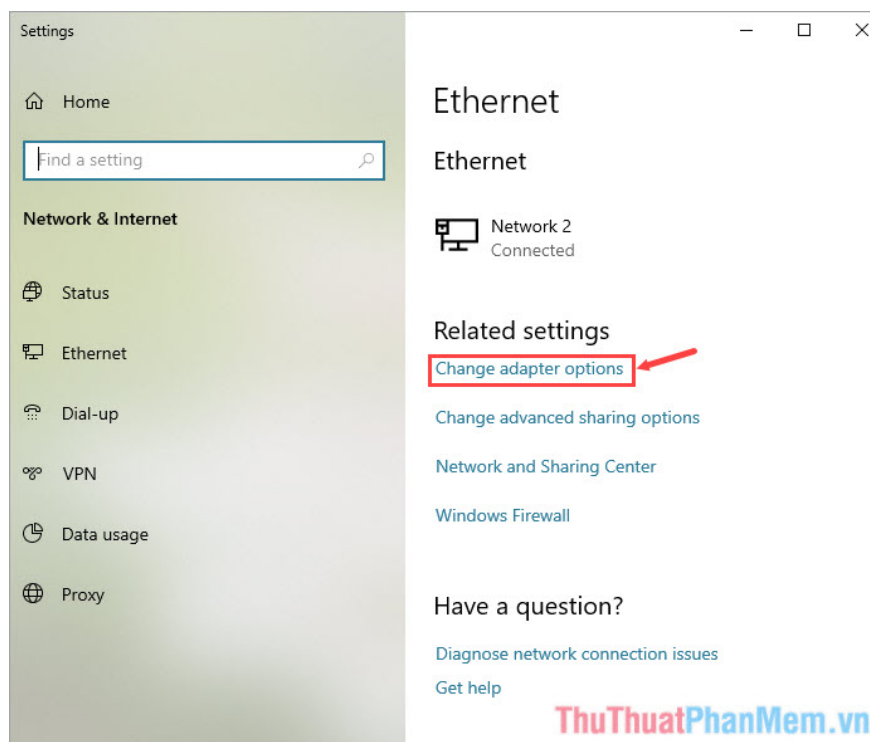 Settings
Home
Find a setting
Network & Internet
Status
Ethernet
Dial-up
VPN
Data usage
Proxy
Ethernet
Ethernet
Network 2
Connected
Related settings
Change adapter options
Change advanced sharing options
Network and Sharing Center
Windows Firewall
Have a question?
Diagnose network connection issues
Get help
ThuThuatPhanMem.vn